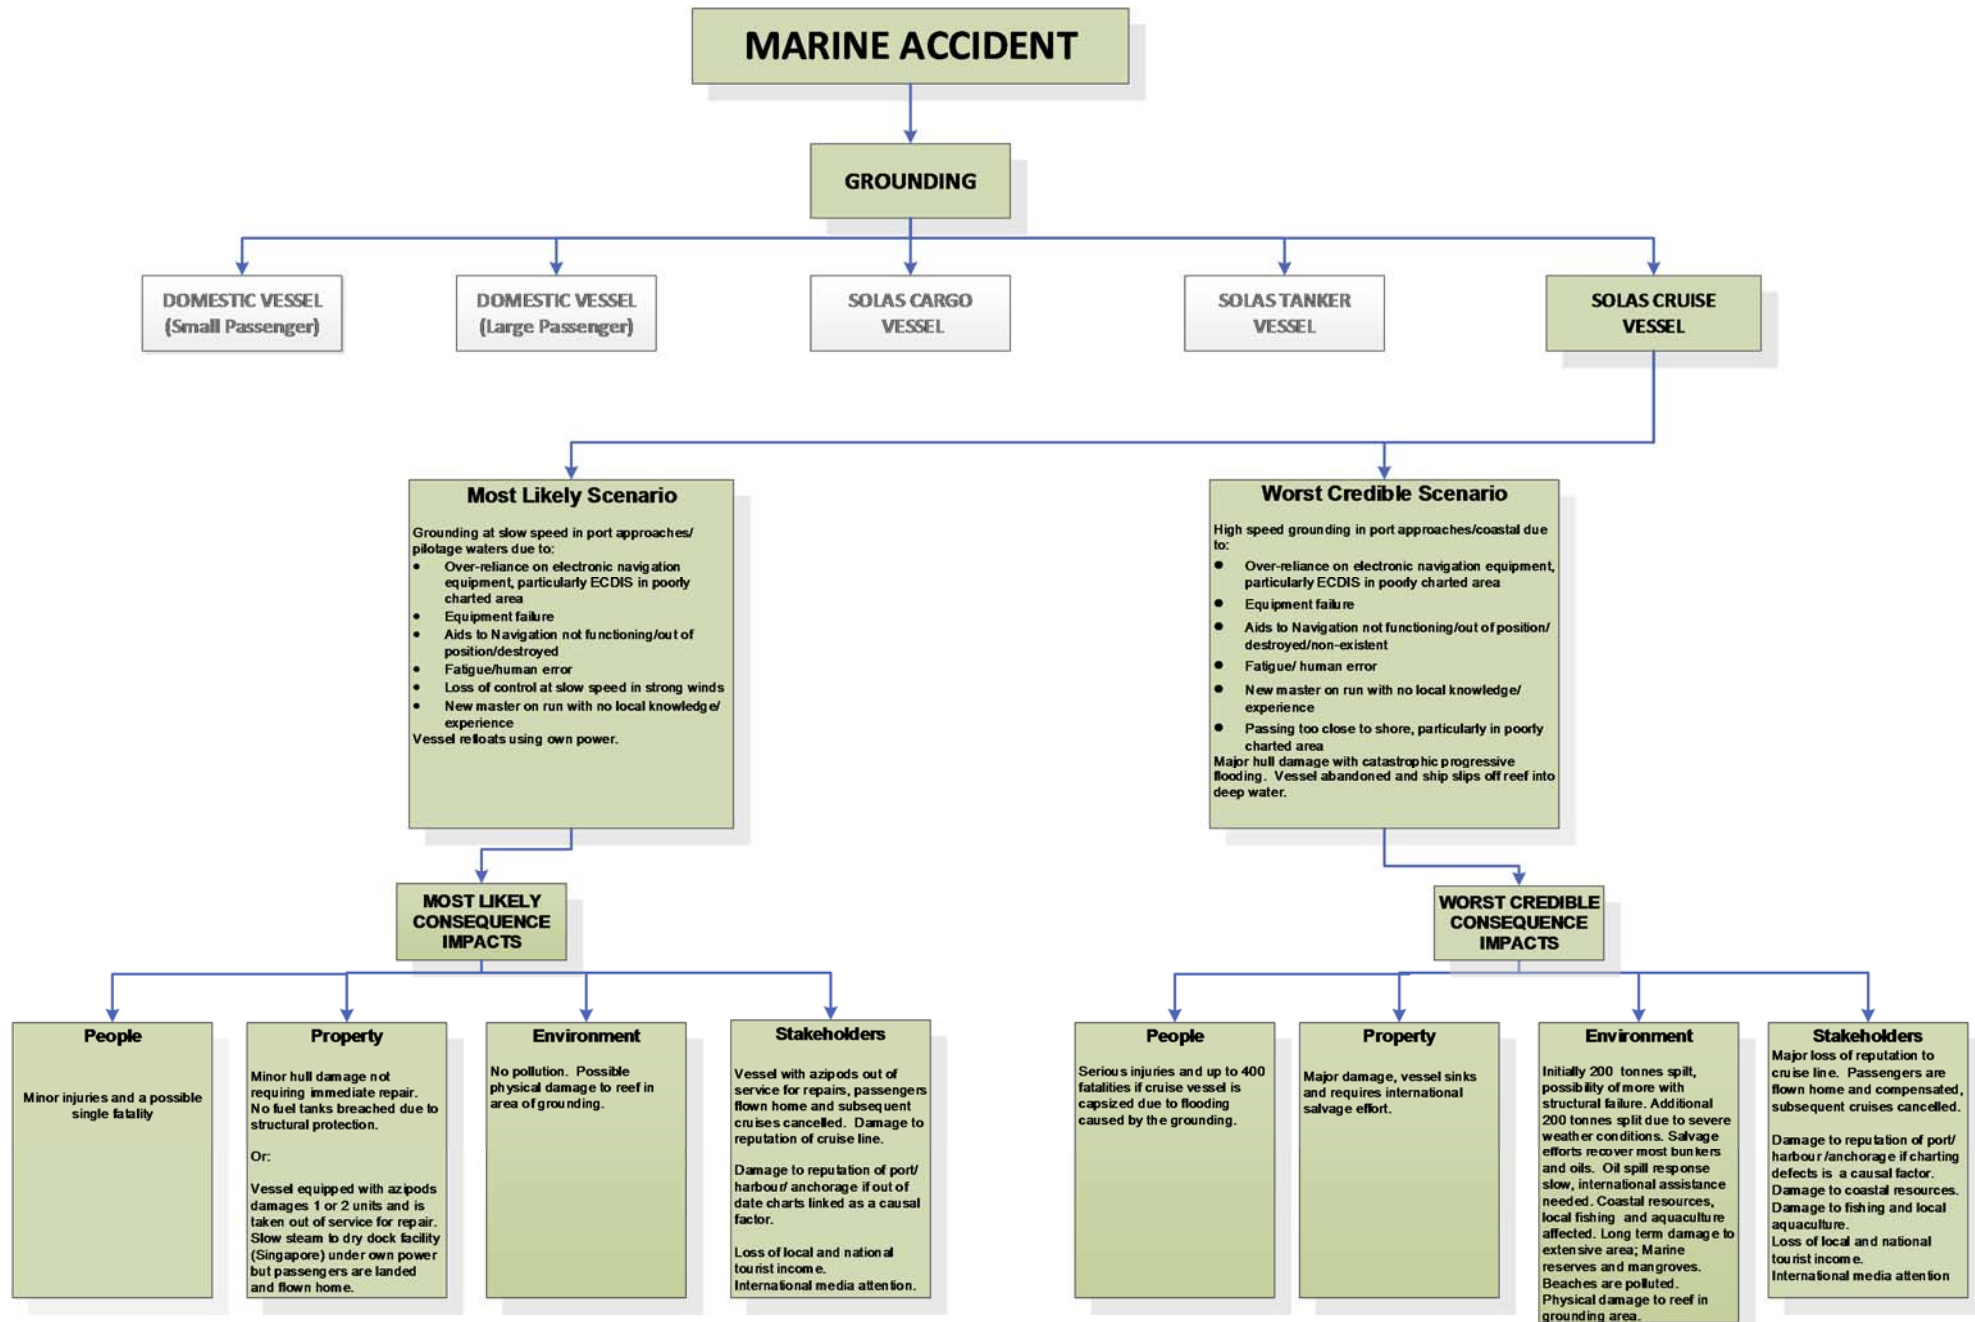 MARINE ACCIDENT
GROUNDING
DOMESTIC VESSEL
(Small Passenger)
DOMESTIC VESSEL
(Large Passenger)
SOLAS CARGO
VESSEL
SOLAS TANKER
VESSEL
SOLAS CRUISE
VESSEL
Most Likely Scenario
Grounding at slow speed in port approaches/
pilotage waters due to:
• Over-reliance on electronic navigation
equipment, particularly ECDIS in poorly
charted area
• Equipment failure
• Aids to Navigation not functioning/out of
position/destroyed
• Fatigue/human error
• Loss of control at slow speed in strong winds
• New master on run with no local knowledge/
experience
Vessel refloats using own power.
Worst Credible Scenario
High speed grounding in port approaches/coastal due
to:
• Over-reliance on electronic navigation equipment,
particularly ECDIS in poorly charted area
• Equipment failure
• Aids to Navigation not functioning/out of position/
destroyed/non-existent
• Fatigue/ human error
• New master on run with no local knowledge/
experience
• Passing too close to shore, particularly in poorly
charted area
Major hull damage with catastrophic progressive
flooding. Vessel abandoned and ship slips off reef into
deep water.
MOST LIKELY
CONSEQUENCE
IMPACTS
WORST CREDIBLE
CONSEQUENCE
IMPACTS
People
Minor injuries and a possible
single fatality
Property
Minor hull damage not
requiring immediate repair.
No fuel tanks breached due to
structural protection.
Or:
Vessel equipped with azipods
damages 1 or 2 units and is
taken out of service for repair.
Slow steam to dry dock facility
(Singapore) under own power
but passengers are landed
and flown home.
Environment
No pollution. Possible
physical damage to reef in
area of grounding.
Stakeholders
Vessel with azipods out of
service for repairs, passengers
flown home and subsequent
cruises cancelled. Damage to
reputation of cruise line.
Damage to reputation of port/
harbour/ anchorage if out of
date charts linked as a causal
factor.
Loss of local and national
tourist income.
International media attention.
People
Serious injuries and up to 400
fatalities if cruise vessel is
capsized due to flooding
caused by the grounding.
Property
Major damage, vessel sinks
and requires international
salvage effort.
Environment
Initially 200 tonnes spilt,
possibility of more with
structural failure. Additional
200 tonnes split due to severe
weather conditions. Salvage
efforts recover most bunkers
and oils. Oil spill response
slow, international assistance
needed. Coastal resources,
local fishing and aquaculture
affected. Long term damage to
extensive area; Marine
reserves and mangroves.
Beaches are polluted.
Physical damage to reef in
grounding area.
Stakeholders
Major loss of reputation to
cruise line. Passengers are
flown home and compensated,
subsequent cruises cancelled.
Damage to reputation of port/
harbour /anchorage if charting
defects is a causal factor.
Damage to coastal resources.
Damage to fishing and local
aquaculture.
Loss of local and national
tourist income.
International media attention